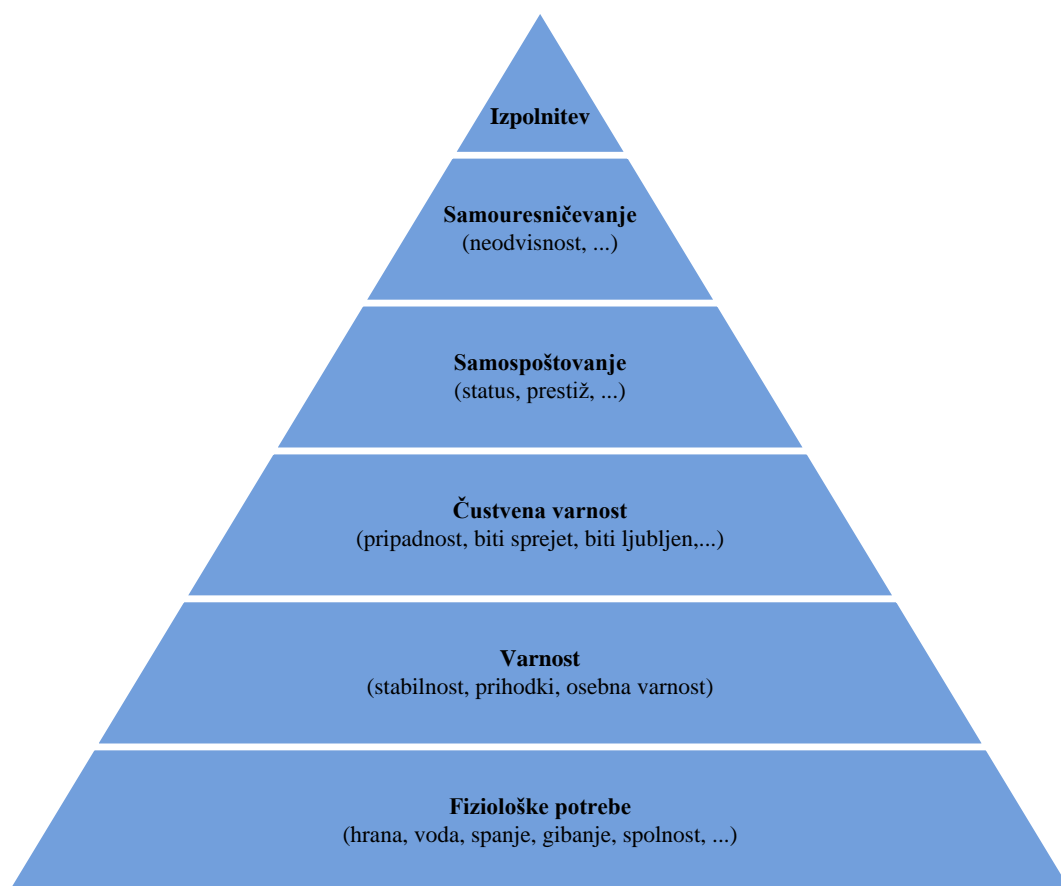 Izpolnitev
Samouresničevanje
(neodvisnost, ...)
Samospoštovanje
(status, prestiž, ...)
Čustvena varnost
(pripadnost, biti sprejet, biti ljubljen,...)
Varnost
(stabilnost, prihodki, osebna varnost)
Fiziološke potrebe
(hrana, voda, spanje, gibanje, spolnost, ...)